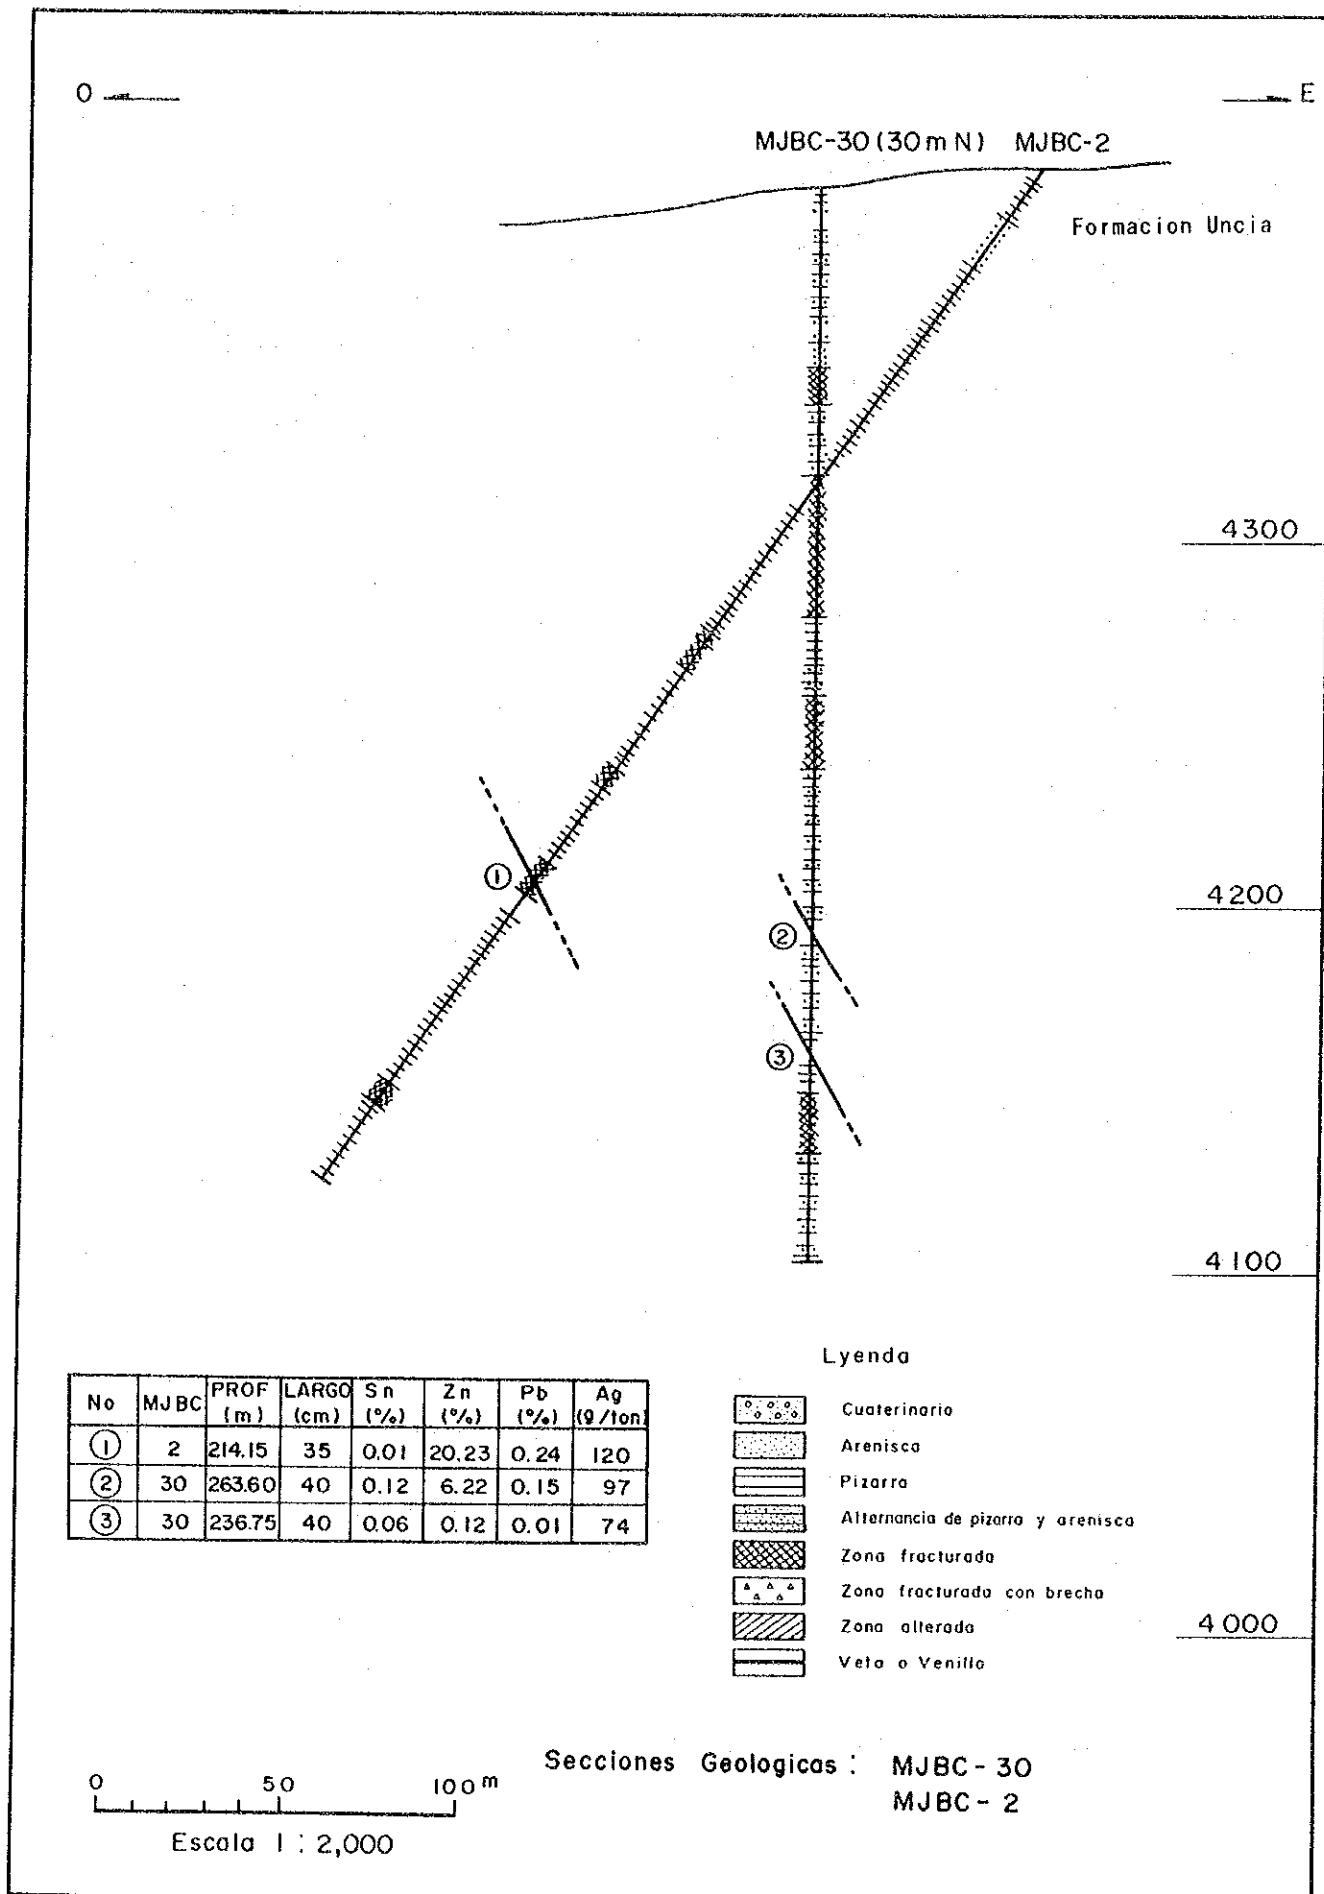 O E
MJBC-30(30mN) MJBC-2
Formacion Uncia
4300
①
4200
②
③
4100
Lyenda
No MJBC PROF (m) LARGO (cm) Sn (%) Zn (%) Pb (%) Ag (g/ton)
① 2 214.15 35 0.01 20.23 0.24 120
② 30 263.60 40 0.12 6.22 0.15 97
③ 30 236.75 40 0.06 0.12 0.01 74
Cuaterinario
Arenisca
Pizarra
Alternancia de pizarra y arenisca
Zona fracturada
Zona fracturada con brecha
Zona alterada
Veta o Venilla
4000
Secciones Geologicas : MJBC-30
MJBC-2
0 50 100 m
Escala 1 : 2,000